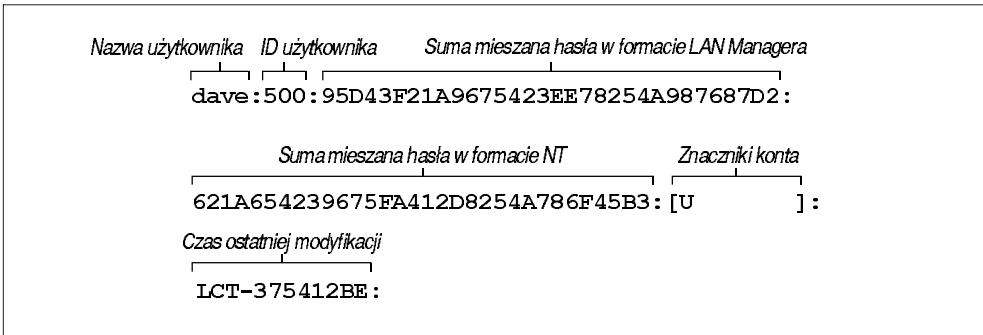 Nazwa użytkownika ID użytkownika Suma mieszana hasła w formacie LAN Managera
dave:500:95D43F21A9675423EE78254A987687D2:
Suma mieszana hasła w formacie NT Znaczniki konta
621A654239675FA412D8254A786F45B3:[U          ]:
Czas ostatniej modyfikacji
LCT-375412BE: